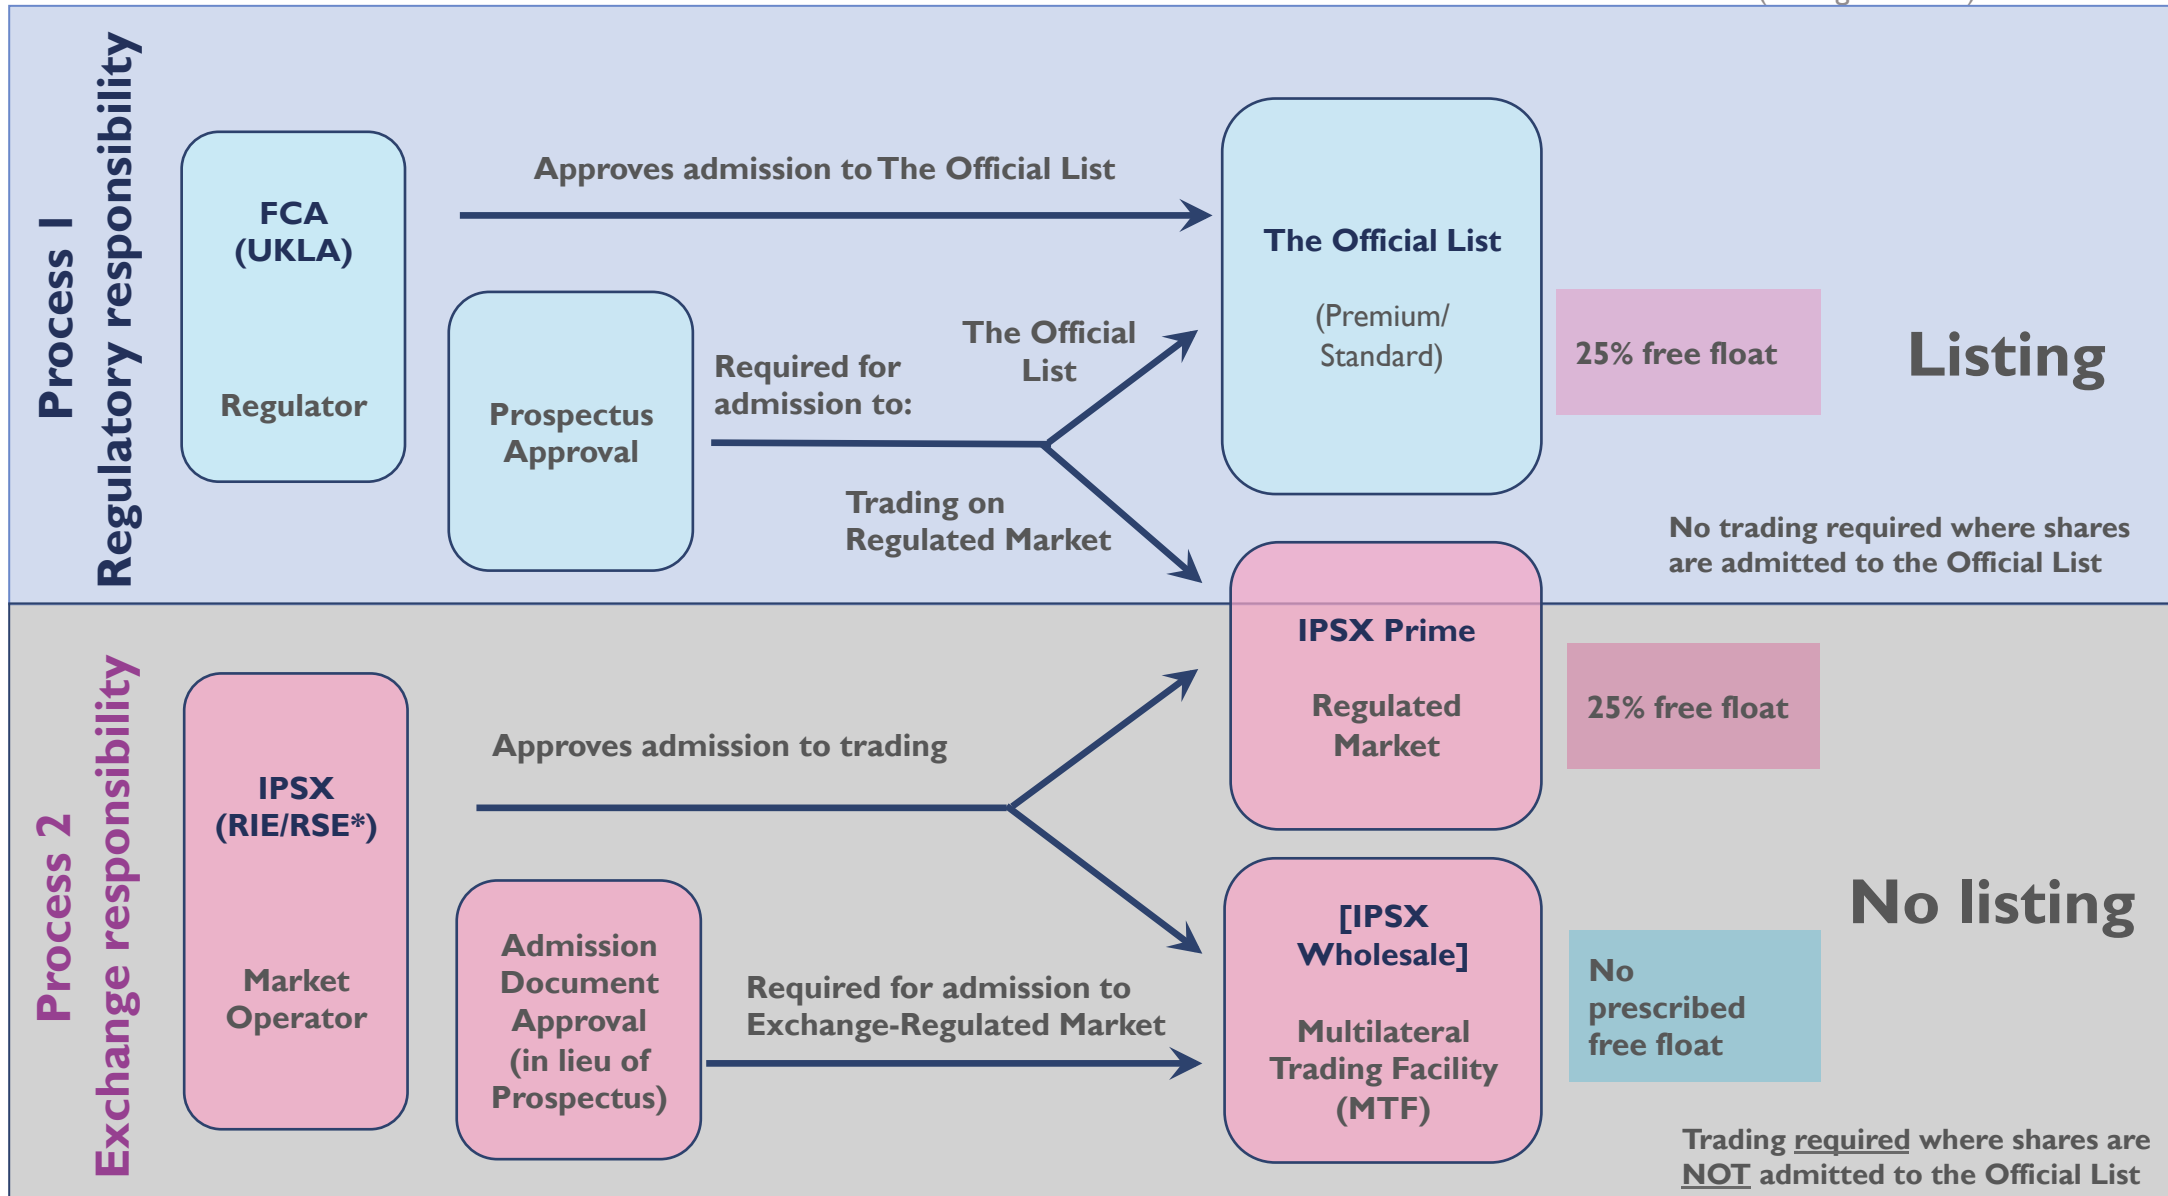 Process 1
Regulatory responsibility
FCA
(UKLA)
Regulator
Approves admission to The Official List
Prospectus
Approval
Required for
admission to:
The Official
List
Trading on
Regulated Market
The Official List
(Premium/
Standard)
25% free float
Listing
No trading required where shares
are admitted to the Official List
Process 2
Exchange responsibility
IPSX
(RIE/RSE*)
Market
Operator
Approves admission to trading
Admission
Document
Approval
(in lieu of
Prospectus)
Required for admission to
Exchange-Regulated Market
IPSX Prime
Regulated
Market
25% free float
[IPSX
Wholesale]
Multilateral
Trading Facility
(MTF)
No
prescribed
free float
No listing
Trading required where shares are
NOT admitted to the Official List